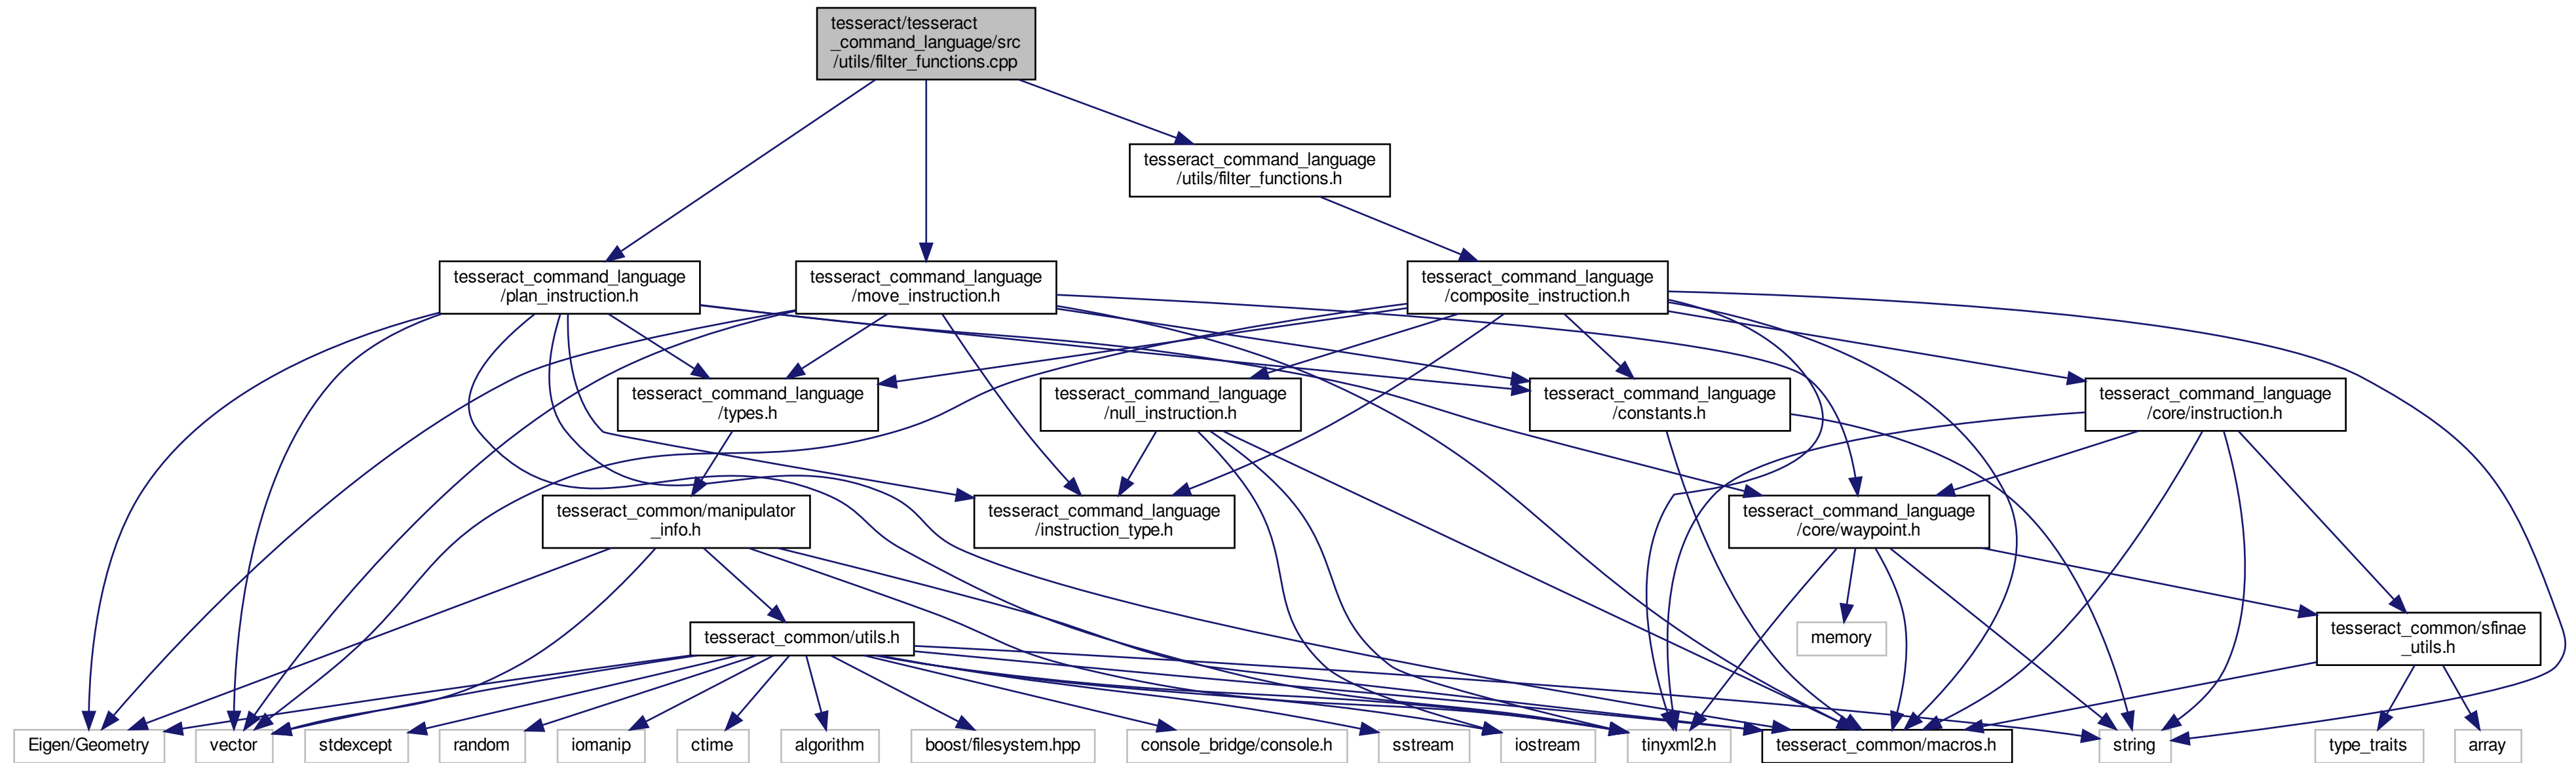 tesseract/tesseract
_command_language/src
/utils/filter_functions.cpp
tesseract_command_language
/utils/filter_functions.h
tesseract_command_language
/plan_instruction.h
tesseract_command_language
/move_instruction.h
tesseract_command_language
/composite_instruction.h
tesseract_command_language
/types.h
tesseract_command_language
/null_instruction.h
tesseract_command_language
/constants.h
tesseract_command_language
/core/instruction.h
tesseract_common/manipulator
_info.h
tesseract_command_language
/instruction_type.h
tesseract_command_language
/core/waypoint.h
tesseract_common/utils.h
memory
tesseract_common/sfinae
_utils.h
Eigen/Geometry
vector
stdexcept
random
iomanip
ctime
algorithm
boost/filesystem.hpp
console_bridge/console.h
sstream
iostream
tinyxml2.h
tesseract_common/macros.h
string
type_traits
array